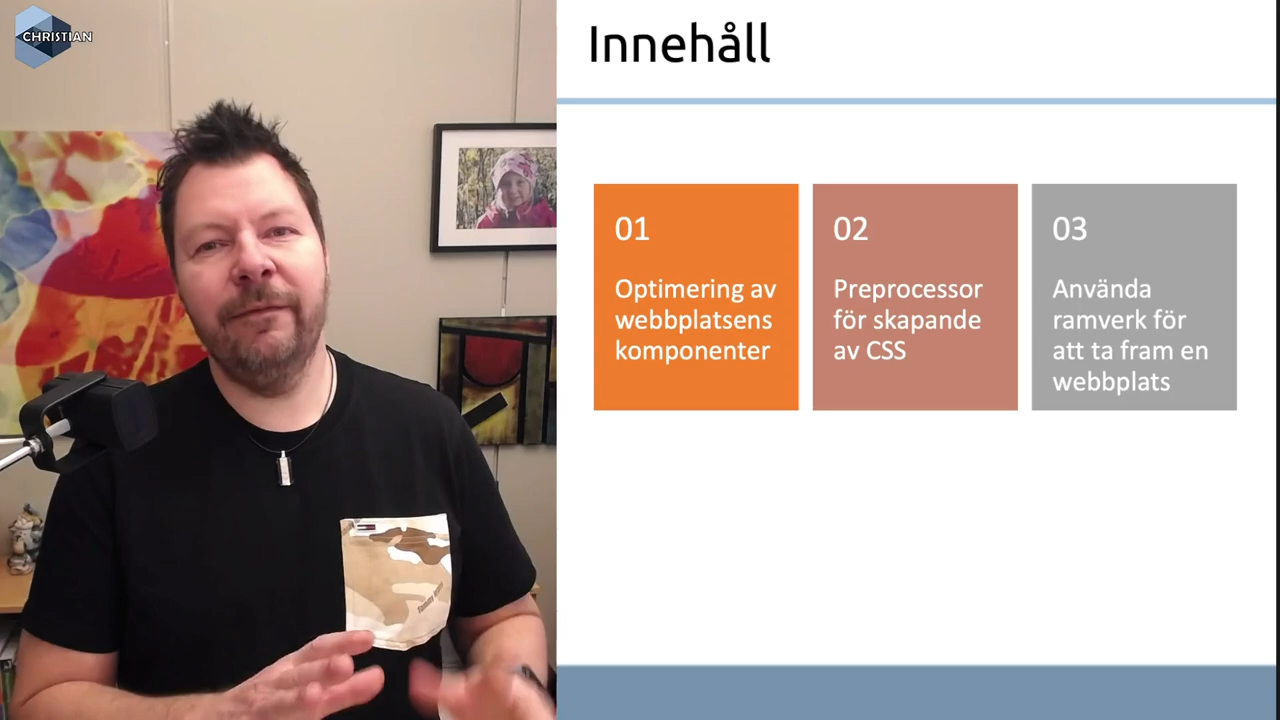 CHRISTIAN
Innehåll
01
Optimering av
webbplatsens
komponenter
02
Preprocessor
för skapande
av CSS
03
Använda
ramverk för
att ta fram en
webbplats